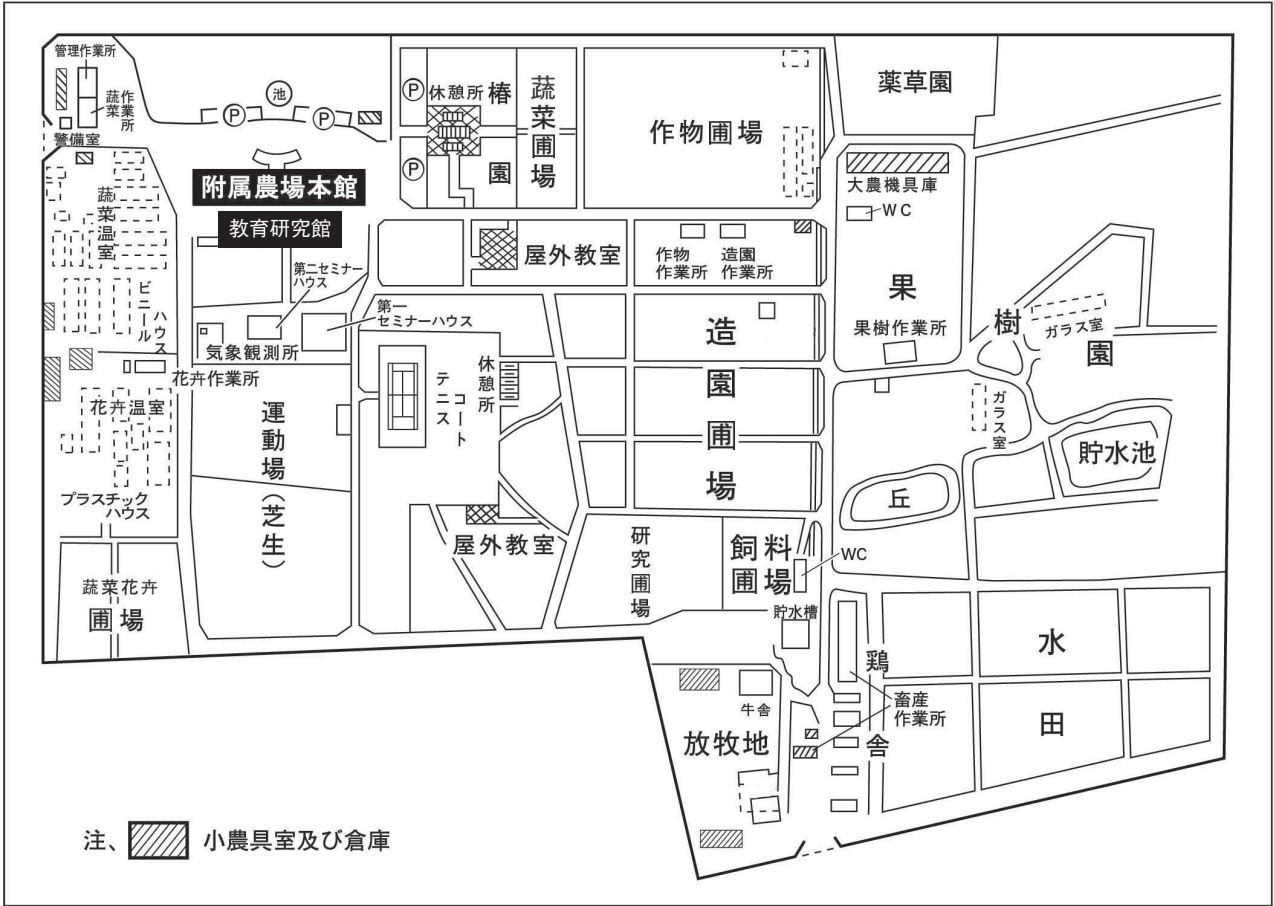 管理作業所
蔬菜作業所
警備室
池
P
P
P
P
休憩所
椿園
蔬菜圃場
作物圃場
薬草園
大農機具庫
WC
附属農場本館
教育研究館
蔬菜温室
ビニールハウス
屋外教室
作物作業所
造園作業所
第二セミナーハウス
第一セミナーハウス
気象観測所
花卉作業所
花卉温室
プラスチックハウス
蔬菜花卉圃場
運動場(芝生)
テニスコート
休憩所
造園圃場
果樹園
果樹作業所
ガラス室
ガラス室
貯水池
丘
屋外教室
研究圃場
飼料圃場
WC
貯水槽
鶏舎
畜産作業所
水田
牛舎
放牧地
注、小農具室及び倉庫